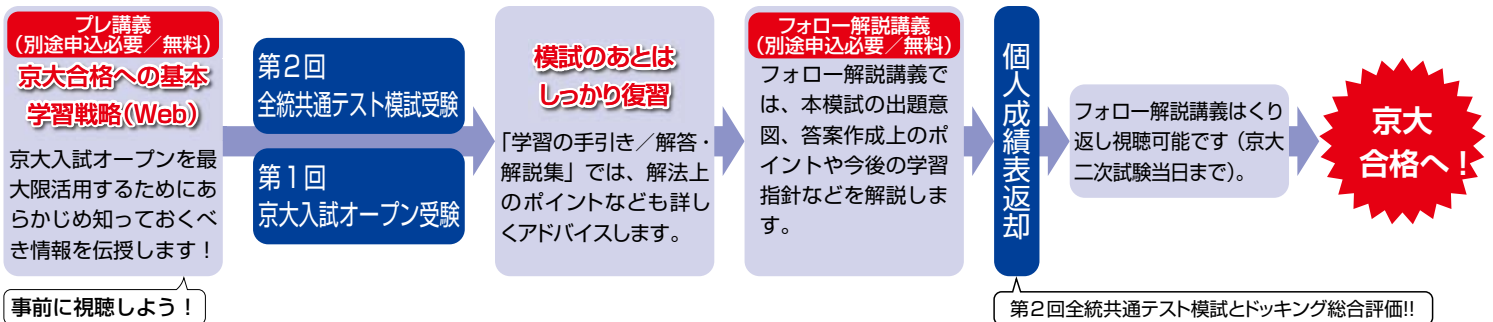 プレ講義
(別途申込必要／無料)
京大合格への基本
学習戦略(Web)
京大入試オープンを最
大限活用するためにあ
らかじめ知っておくべ
き情報を伝授します！
事前に視聴しよう！
第2回
全統共通テスト模試受験
第1回
京大入試オープン受験
模試のあとは
しっかり復習
「学習の手引き／解答・
解説集」では、解法上
のポイントなども詳し
くアドバイスします。
フォロー解説講義
(別途申込必要／無料)
フォロー解説講義で
は、本模試の出題意
図、答案作成上のポ
イントや今後の学習
指針などを解説しま
す。
個人成績表返却
第2回全統共通テスト模試とドッキング総合評価!!
フォロー解説講義はくり
返し視聴可能です（京大
二次試験当日まで）。
京大
合格へ！